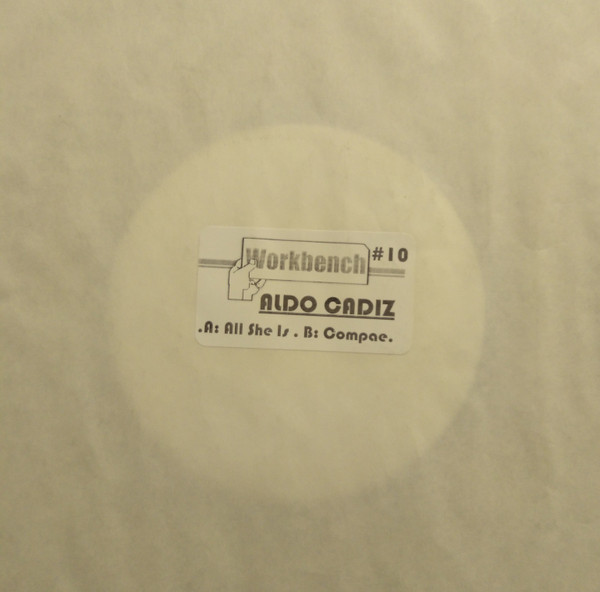 Workbench #10
ALDO CADIZ
.A: All She Is . B: Compae.